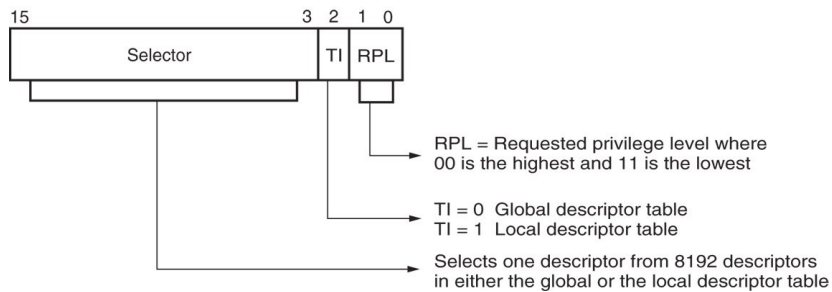 15 3 2 1 0
Selector TI RPL
RPL = Requested privilege level where
00 is the highest and 11 is the lowest
TI = 0 Global descriptor table
TI = 1 Local descriptor table
Selects one descriptor from 8192 descriptors
in either the global or the local descriptor table